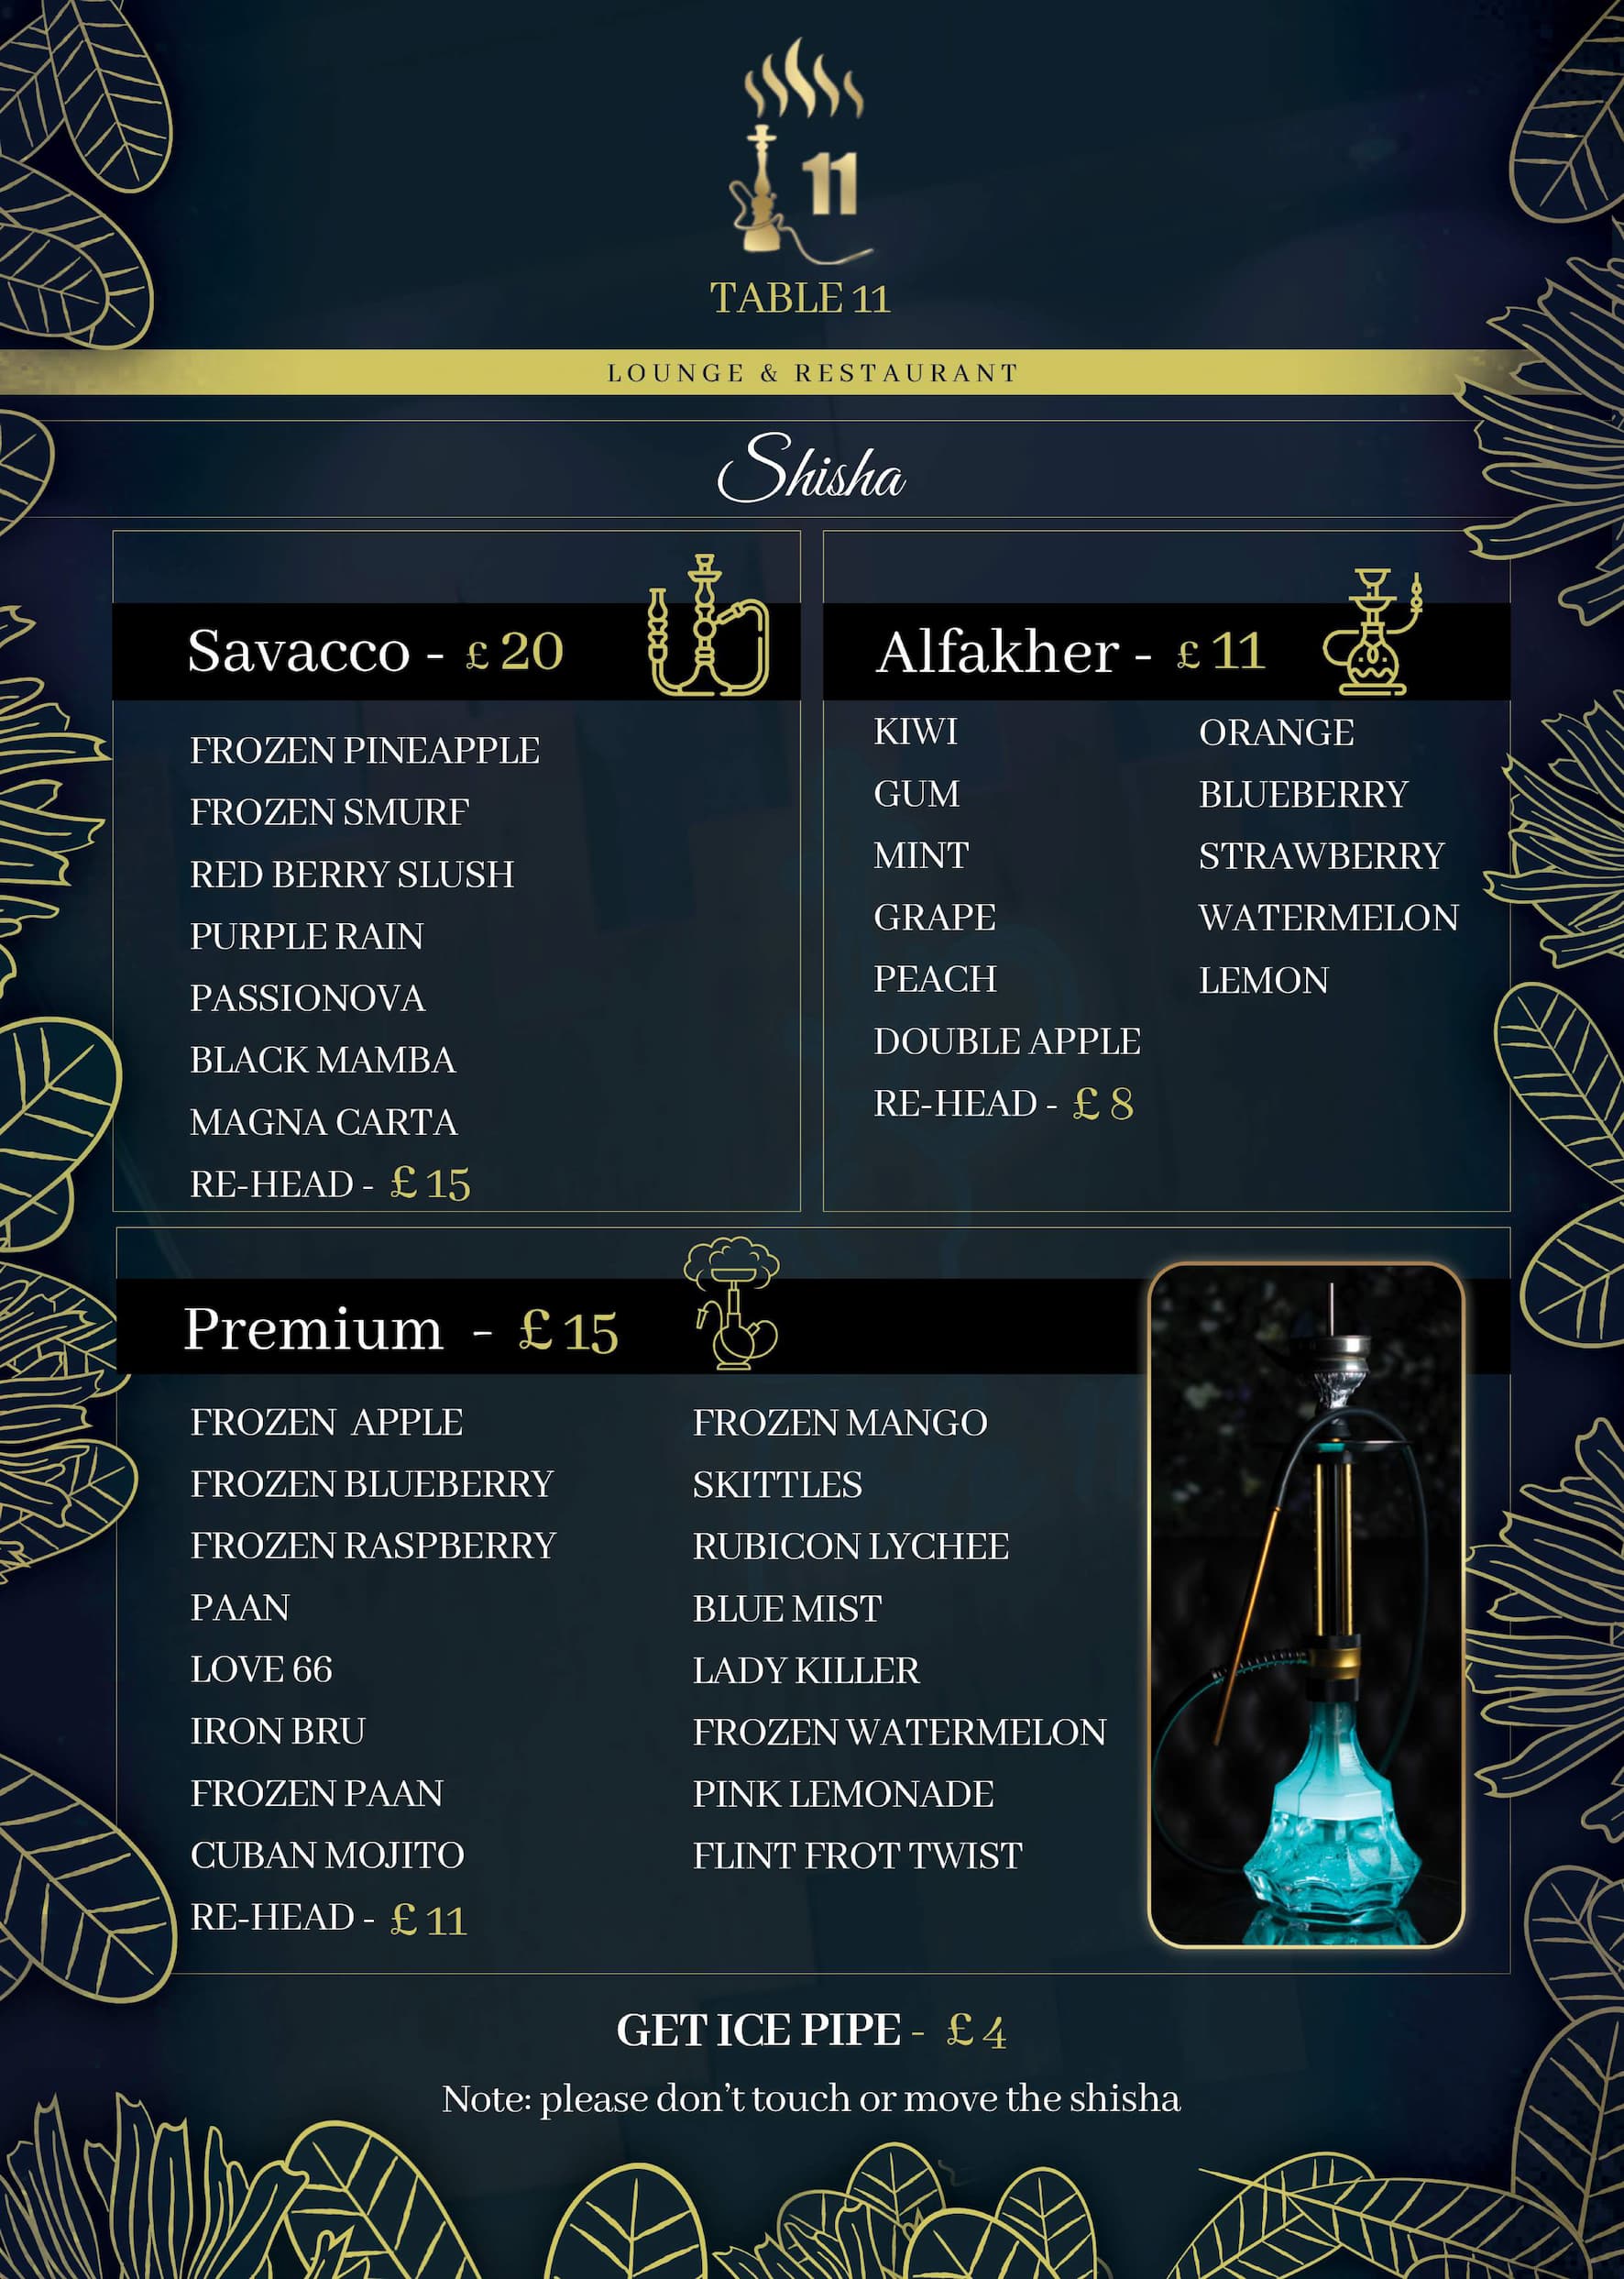 11
TABLE 11
LOUNGE & RESTAURANT
Shisha
Savacco - £ 20
FROZEN PINEAPPLE
FROZEN SMURF
RED BERRY SLUSH
PURPLE RAIN
PASSIONOVA
BLACK MAMBA
MAGNA CARTA
RE-HEAD - £ 15
Alfakher - £ 11
KIWI
GUM
MINT
GRAPE
PEACH
DOUBLE APPLE
RE-HEAD - £ 8
ORANGE
BLUEBERRY
STRAWBERRY
WATERMELON
LEMON
Premium - £ 15
FROZEN APPLE
FROZEN BLUEBERRY
FROZEN RASPBERRY
PAAN
LOVE 66
IRON BRU
FROZEN PAAN
CUBAN MOJITO
RE-HEAD - £ 11
FROZEN MANGO
SKITTLES
RUBICON LYCHEE
BLUE MIST
LADY KILLER
FROZEN WATERMELON
PINK LEMONADE
FLINT FROT TWIST
GET ICE PIPE - £ 4
Note: please don't touch or move the shisha